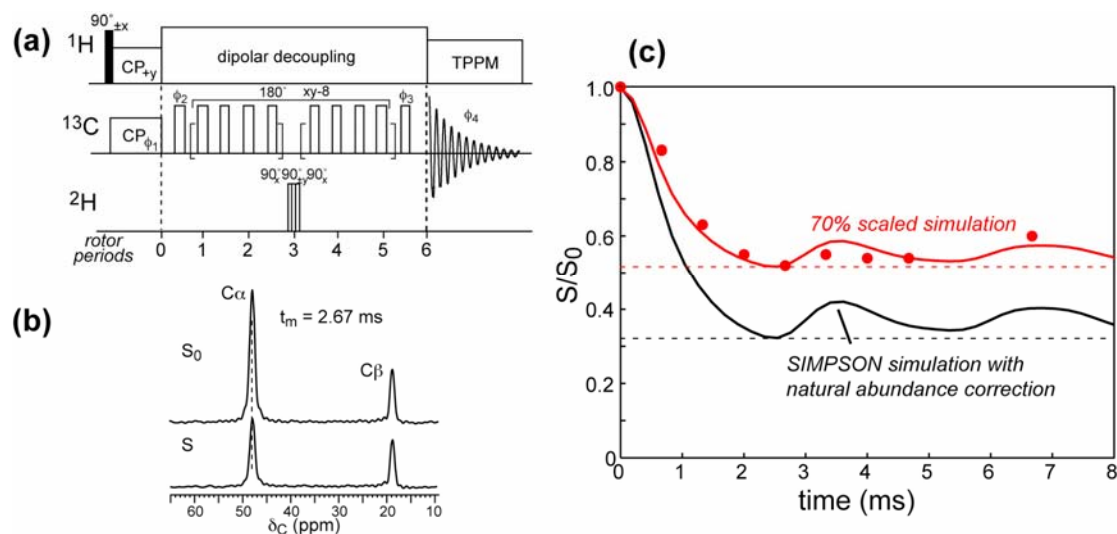 (a)
90°±x
¹H
CP+y
dipolar decoupling
TPPM
¹³C
CPϕ₁
ϕ₂
180° xy-8
ϕ₃
ϕ₄
²H
90°x 90°±y 90°x
rotor periods
0 1 2 3 4 5 6
(b)
Cα
tm = 2.67 ms
S₀
Cβ
S
60 50 40 30 20 10
δC (ppm)
(c)
S/S₀
1.0
0.8
0.6
0.4
0.2
0
70% scaled simulation
SIMPSON simulation with
natural abundance correction
0 1 2 3 4 5 6 7 8
time (ms)